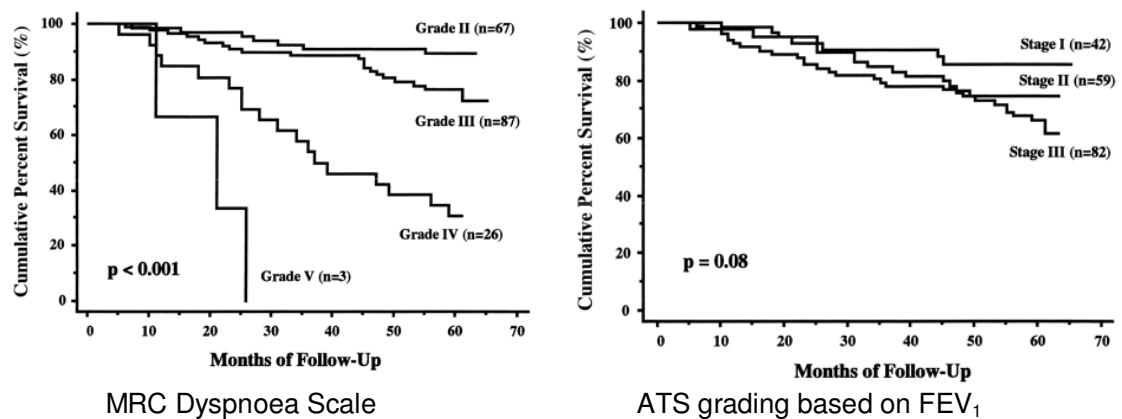 Cumulative Percent Survival (%)
100
80
60
40
20
0
Grade II (n=67)
Grade III (n=87)
Grade IV (n=26)
Grade V (n=3)
p < 0.001
0 10 20 30 40 50 60 70
Months of Follow-Up
MRC Dyspnoea Scale
Cumulative Percent Survival (%)
100
80
60
40
20
0
Stage I (n=42)
Stage II (n=59)
Stage III (n=82)
p = 0.08
0 10 20 30 40 50 60 70
Months of Follow-Up
ATS grading based on FEV₁